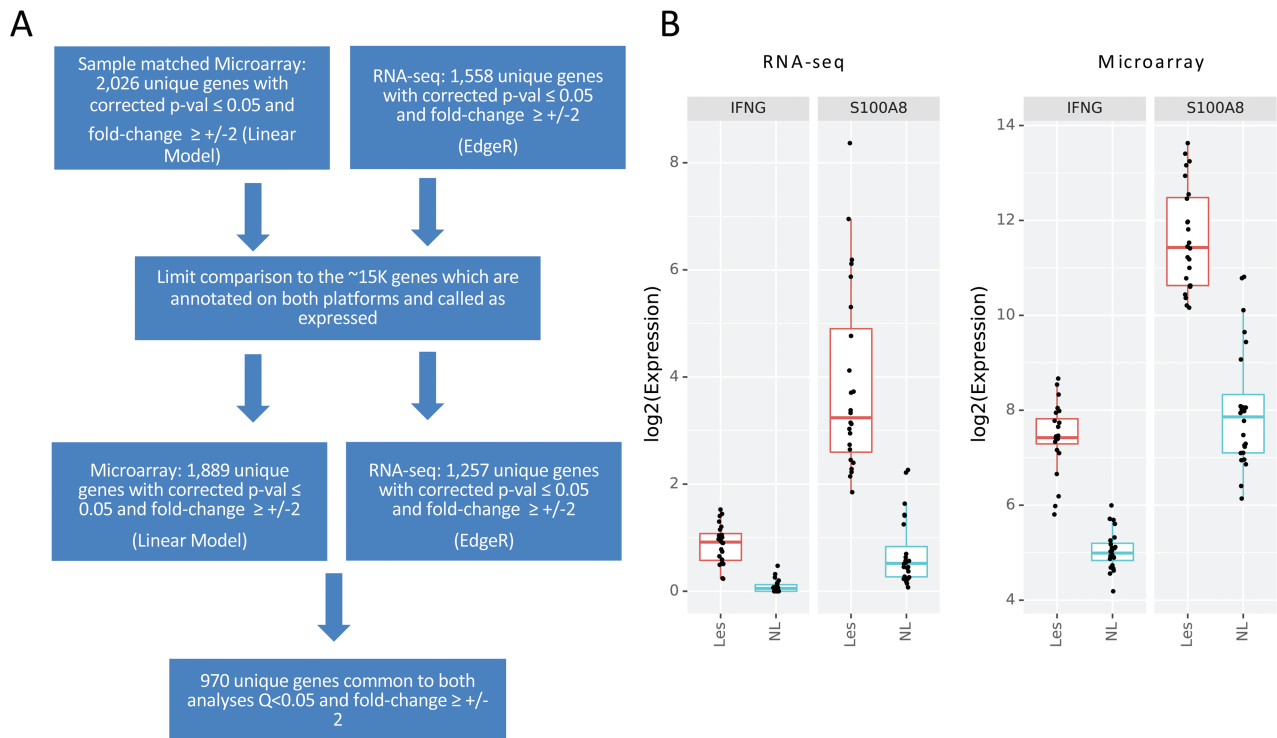 A
Sample matched Microarray:
2,026 unique genes with
corrected p-val ≤ 0.05 and
fold-change ≥ +/-2 (Linear
Model)
RNA-seq: 1,558 unique genes
with corrected p-val ≤ 0.05
and fold-change ≥ +/-2
(EdgeR)
Limit comparison to the ~15K genes which are
annotated on both platforms and called as
expressed
Microarray: 1,889 unique
genes with corrected p-val ≤
0.05 and fold-change ≥ +/-2
(Linear Model)
RNA-seq: 1,257 unique genes
with corrected p-val ≤ 0.05
and fold-change ≥ +/-2
(EdgeR)
970 unique genes common to both
analyses Q<0.05 and fold-change ≥ +/-
2
B
RNA-seq
IFNG
S100A8
log2(Expression)
8
6
4
2
0
Les
NL
Les
NL
Microarray
IFNG
S100A8
log2(Expression)
14
12
10
8
6
4
Les
NL
Les
NL